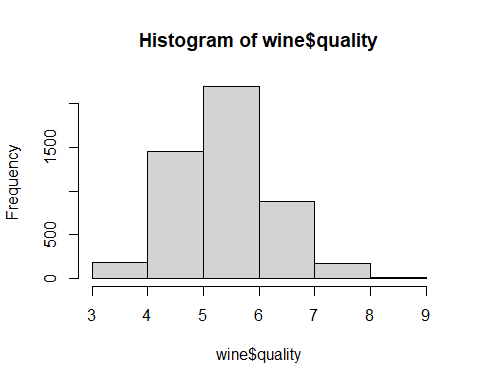 Histogram of wine$quality
Frequency
1500
500
0
3 4 5 6 7 8 9
wine$quality